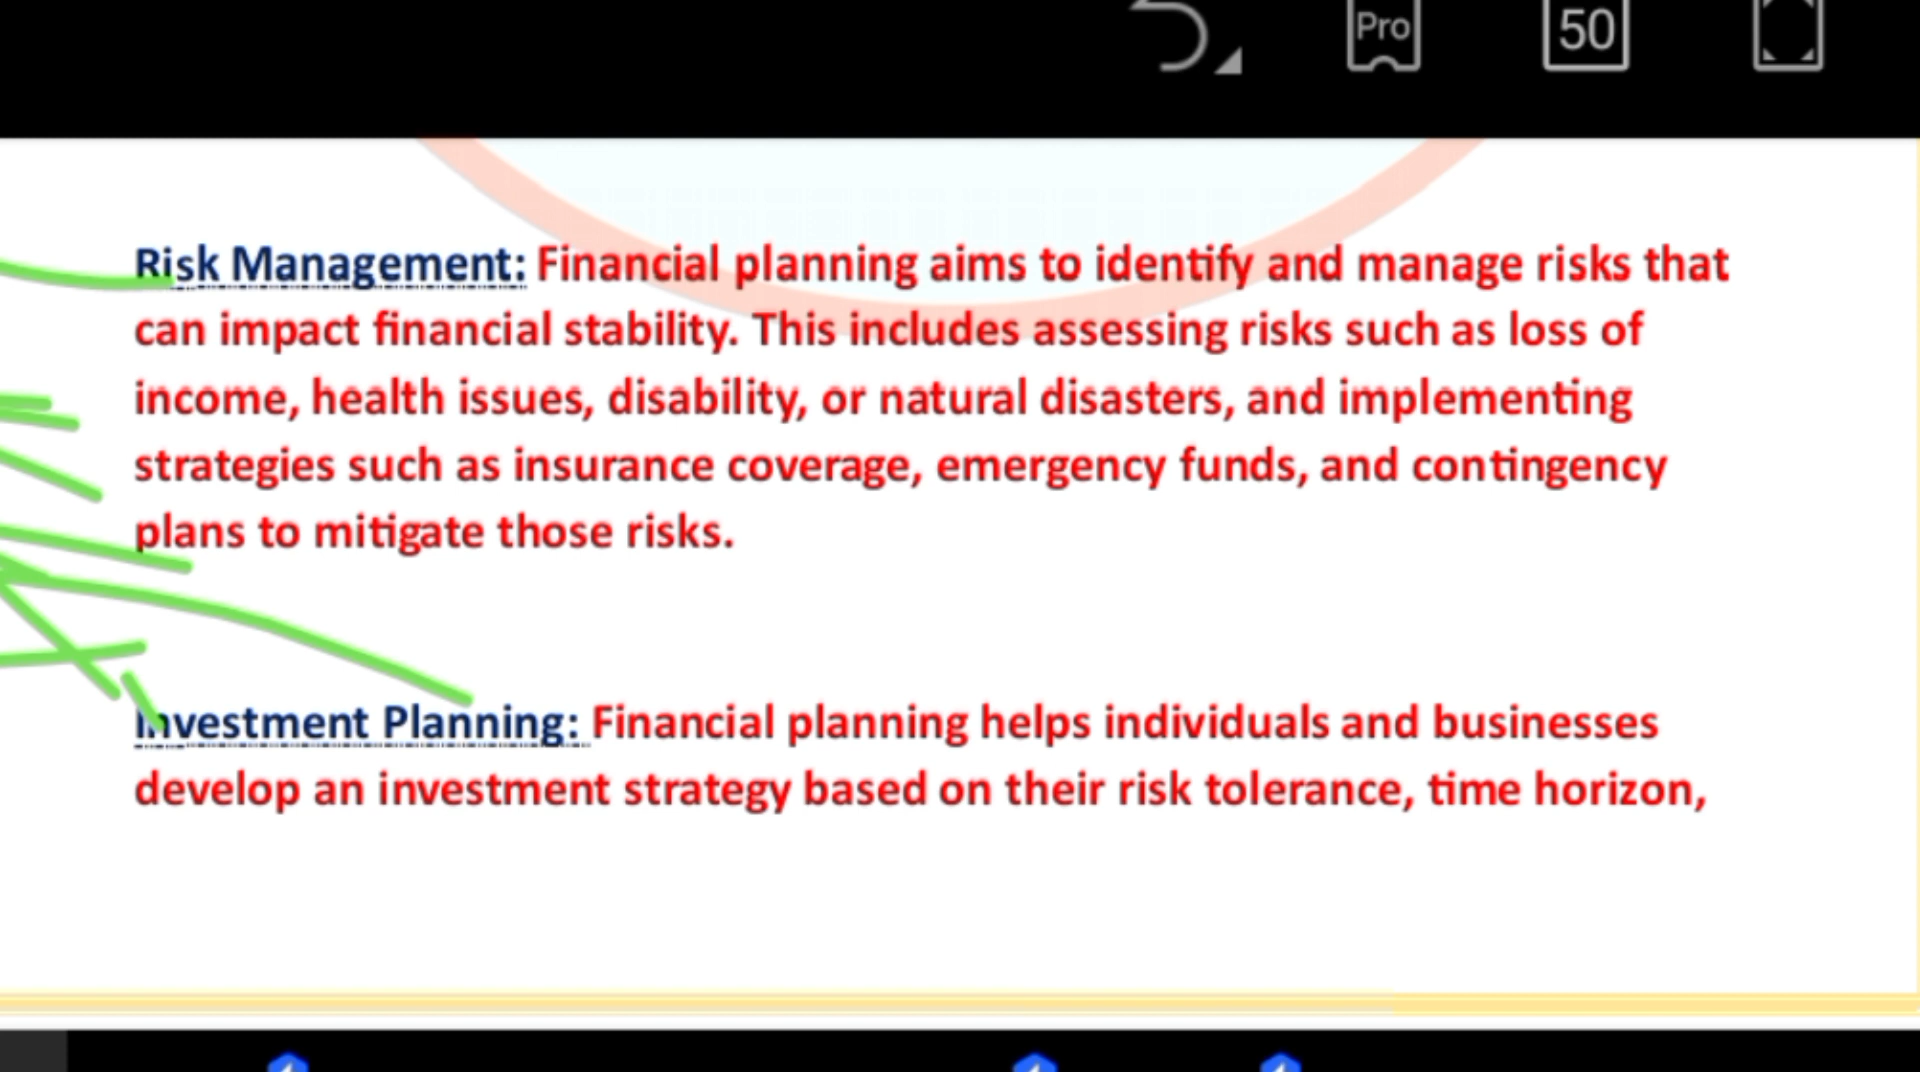 Pro
50
Risk Management: Financial planning aims to identify and manage risks that
can impact financial stability. This includes assessing risks such as loss of
income, health issues, disability, or natural disasters, and implementing
strategies such as insurance coverage, emergency funds, and contingency
plans to mitigate those risks.
Investment Planning: Financial planning helps individuals and businesses
develop an investment strategy based on their risk tolerance, time horizon,